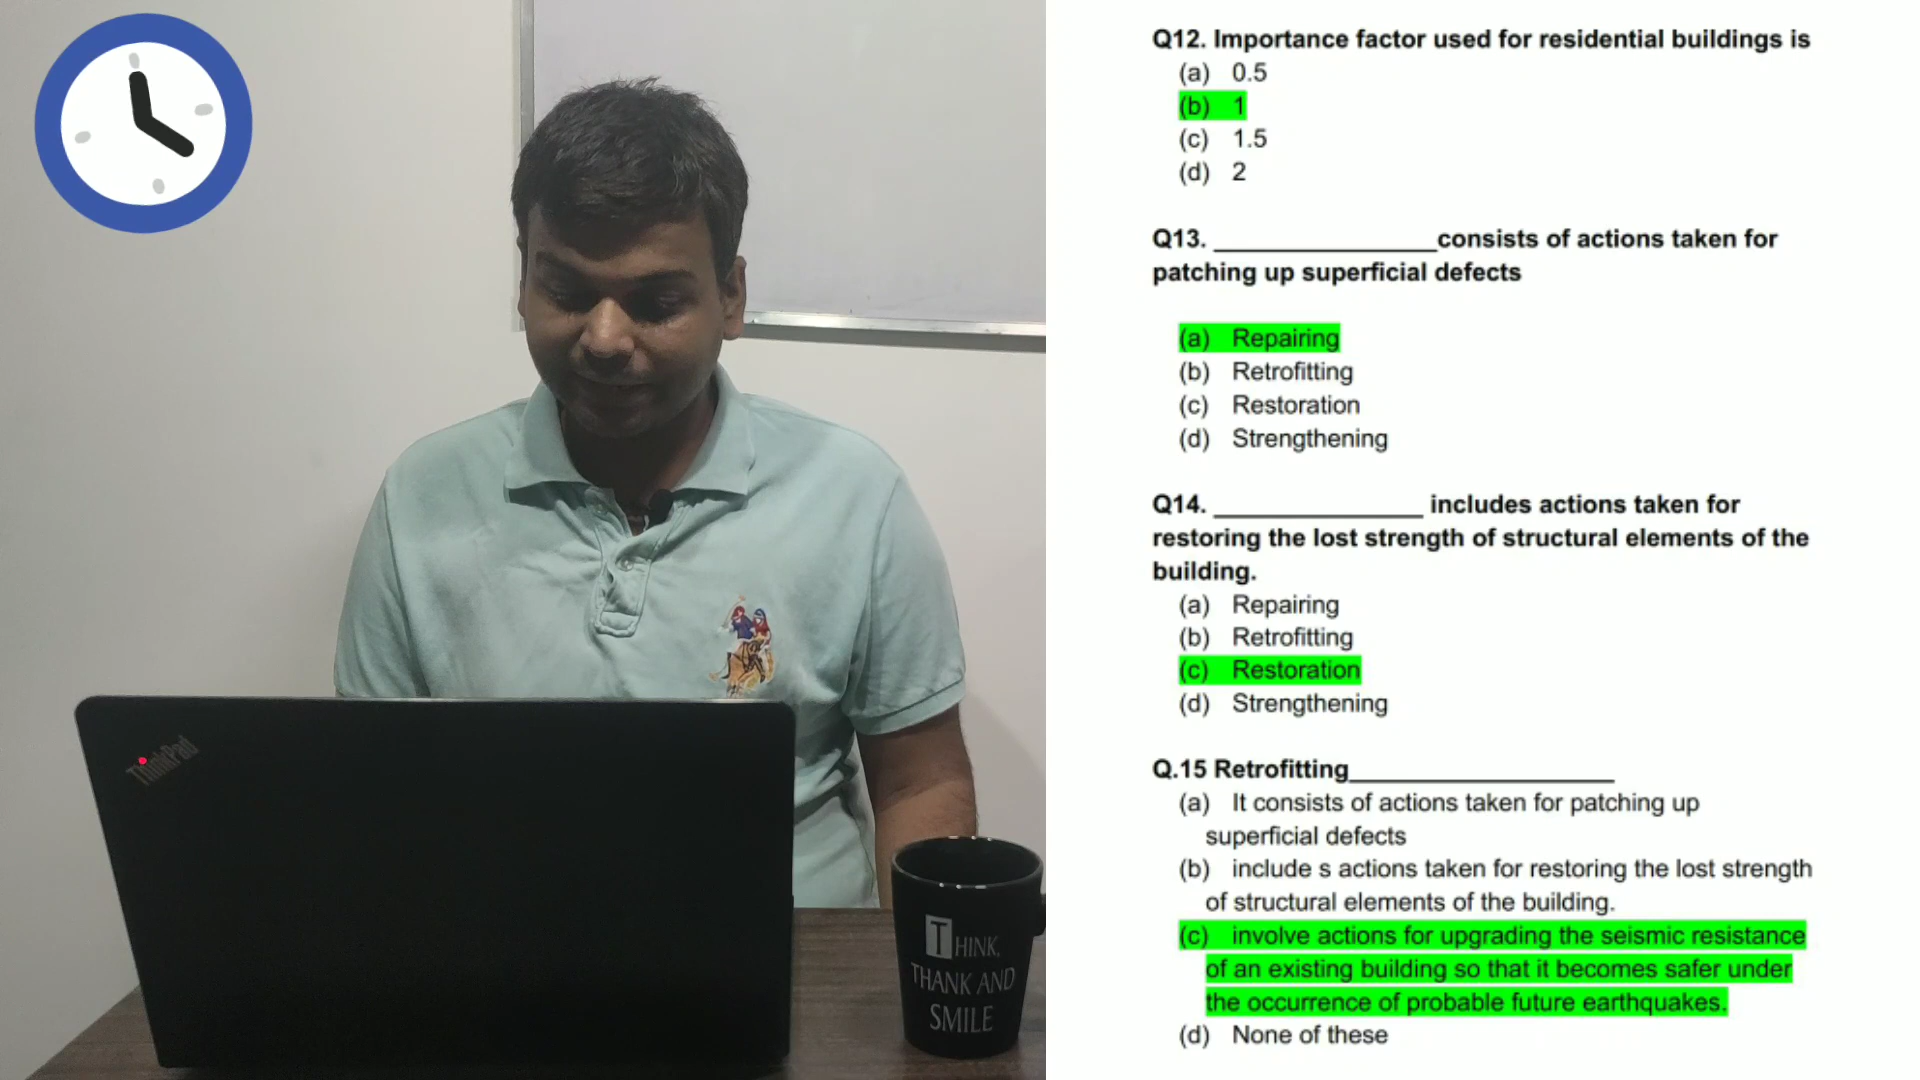 Q12. Importance factor used for residential buildings is
(a) 0.5
(b) 1
(c) 1.5
(d) 2
Q13. ________________consists of actions taken for
patching up superficial defects
(a) Repairing
(b) Retrofitting
(c) Restoration
(d) Strengthening
Q14. _______________ includes actions taken for
restoring the lost strength of structural elements of the
building.
(a) Repairing
(b) Retrofitting
(c) Restoration
(d) Strengthening
Q.15 Retrofitting___________________
(a) It consists of actions taken for patching up
superficial defects
(b) include s actions taken for restoring the lost strength
of structural elements of the building.
(c) involve actions for upgrading the seismic resistance
of an existing building so that it becomes safer under
the occurrence of probable future earthquakes.
(d) None of these
ThinkPad
THINK,
THANK AND
SMILE